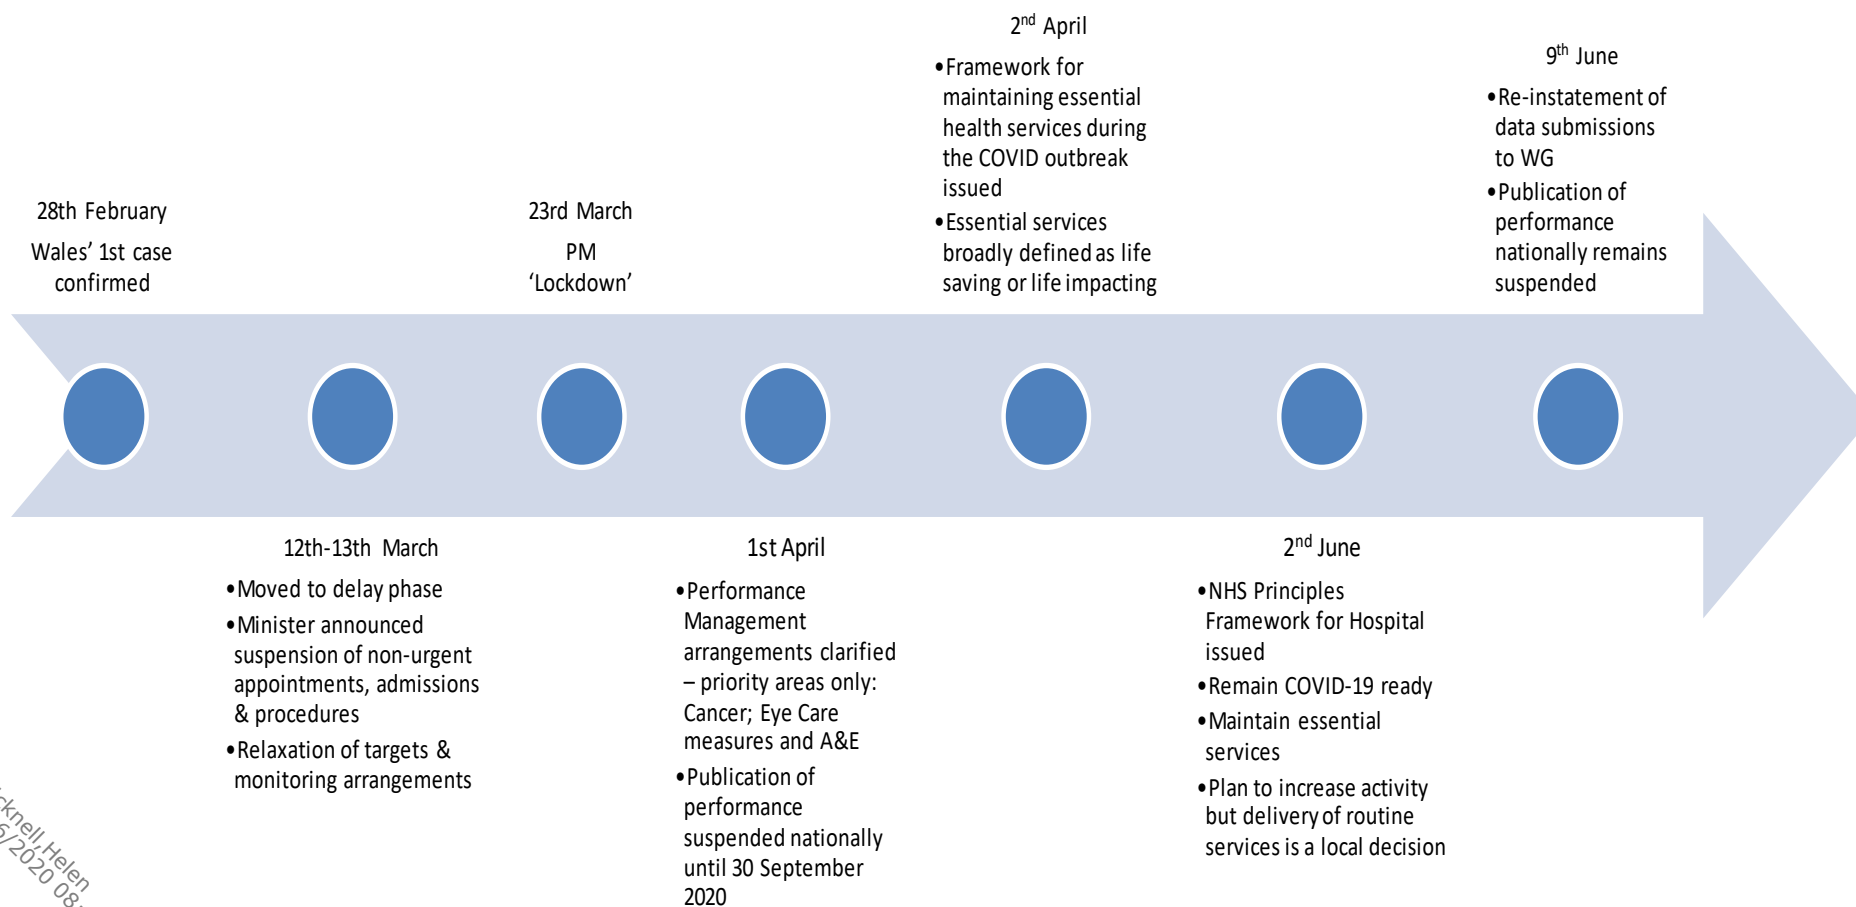 28th February
Wales’ 1st case
confirmed
12th-13th March
•Moved to delay phase
•Minister announced
suspension of non-urgent
appointments, admissions
& procedures
•Relaxation of targets &
monitoring arrangements
23rd March
PM
‘Lockdown’
1st April
•Performance
Management
arrangements clarified
– priority areas only:
Cancer; Eye Care
measures and A&E
•Publication of
performance
suspended nationally
until 30 September
2020
2nd April
•Framework for
maintaining essential
health services during
the COVID outbreak
issued
•Essential services
broadly defined as life
saving or life impacting
2nd June
•NHS Principles
Framework for Hospital
issued
•Remain COVID-19 ready
•Maintain essential
services
•Plan to increase activity
but delivery of routine
services is a local decision
9th June
•Re-instatement of
data submissions
to WG
•Publication of
performance
nationally remains
suspended
Helen